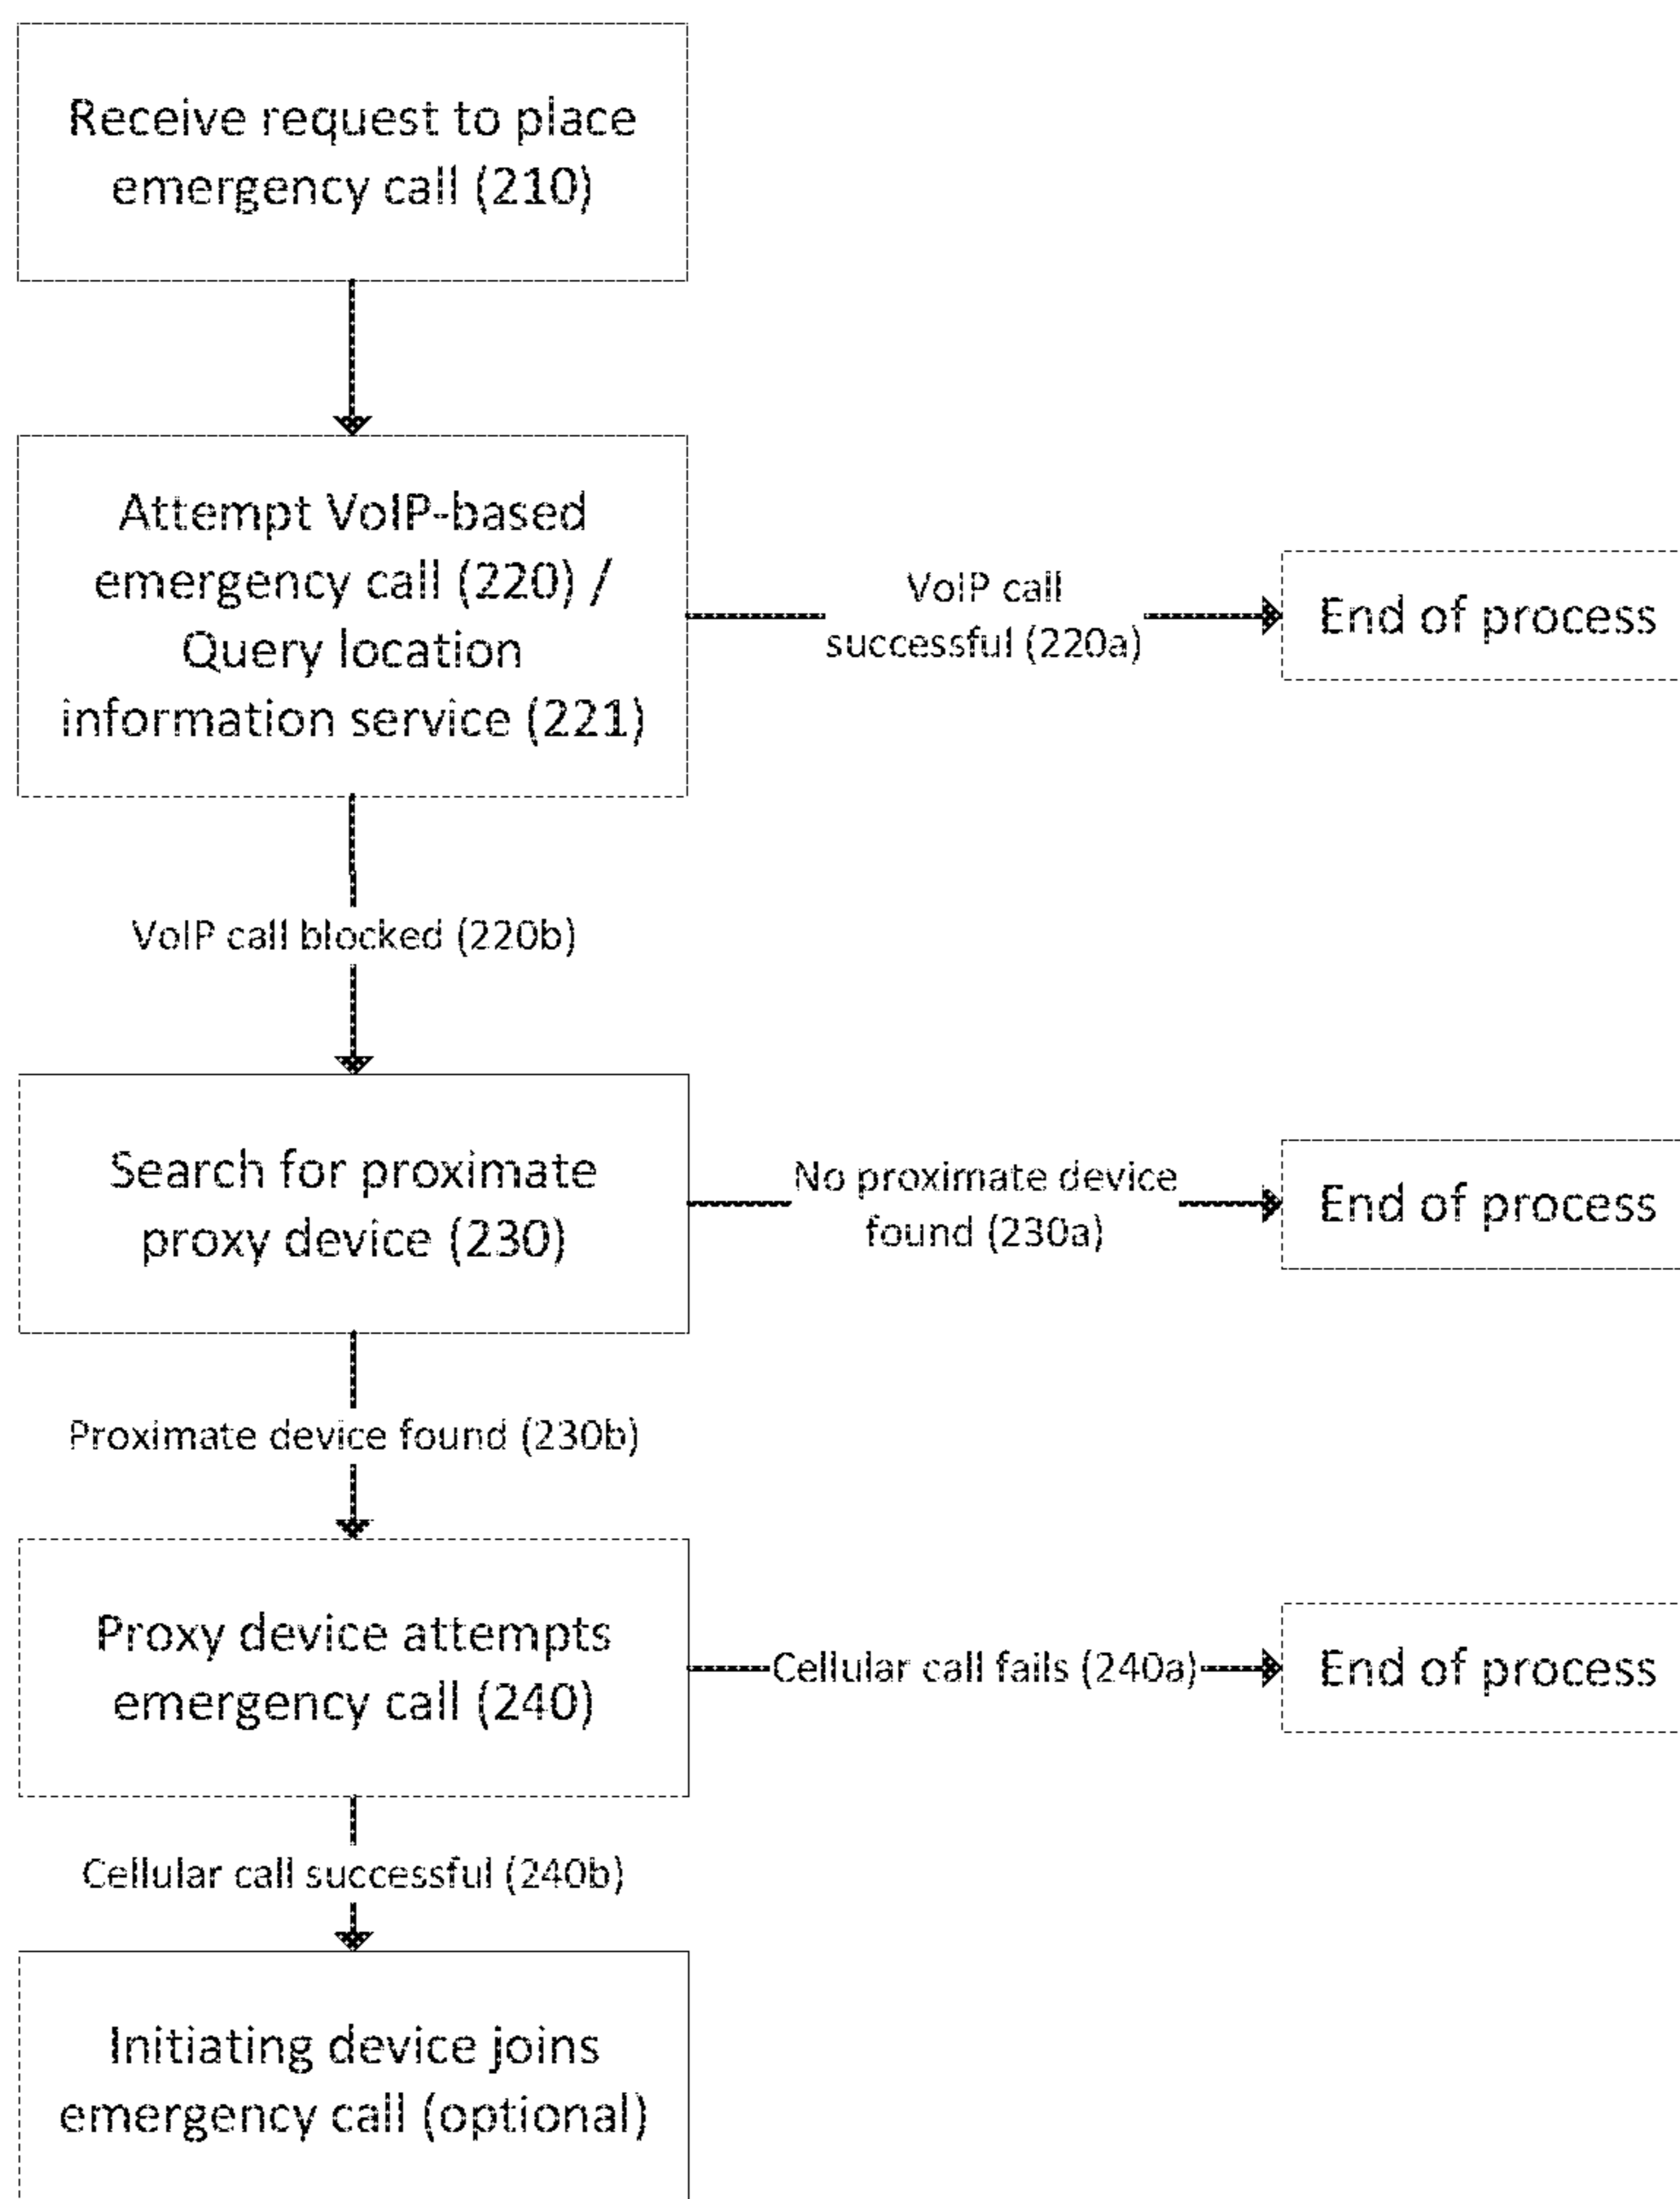 Receive request to place
emergency call (210)
Attempt VoIP-based
emergency call (220) /
Query location
information service (221)
VoIP call
successful (220a)
End of process
VoIP call blocked (220b)
Search for proximate
proxy device (230)
No proximate device
found (230a)
End of process
Proximate device found (230b)
Proxy device attempts
emergency call (240)
Cellular call fails (240a)
End of process
Cellular call successful (240b)
Initiating device joins
emergency call (optional)